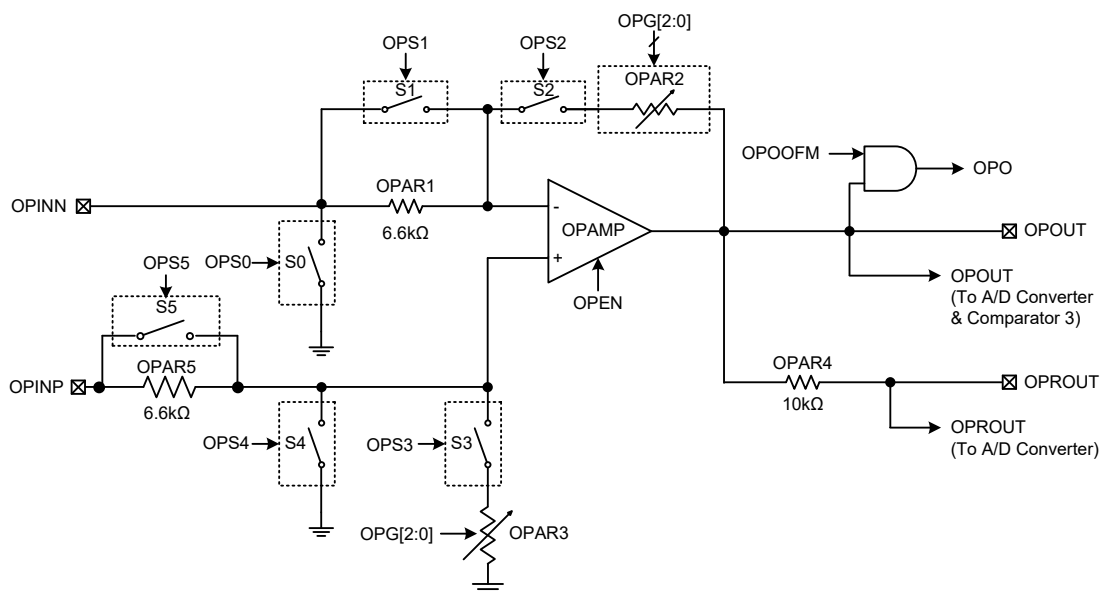 OPG[2:0]
OPS1
OPS2
OPAR2
S1
S2
OPOOFM
OPO
OPINN
OPAR1
6.6kΩ
-
OPAMP
+
OPEN
OPOUT
OPOUT
(To A/D Converter
& Comparator 3)
OPS0
S0
OPS5
S5
OPINP
OPAR5
6.6kΩ
OPAR4
10kΩ
OPROUT
OPROUT
(To A/D Converter)
OPS4
S4
OPS3
S3
OPG[2:0]
OPAR3